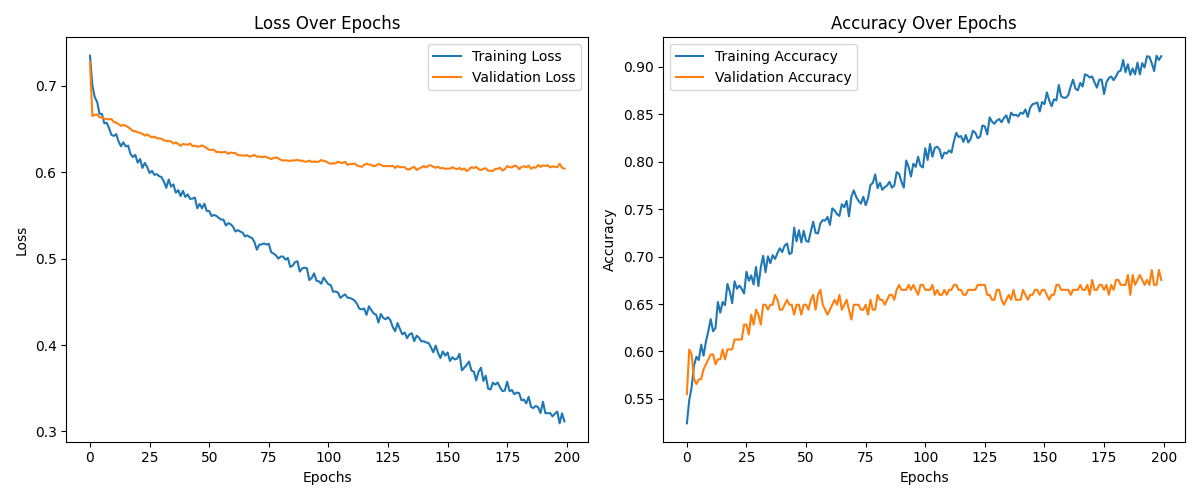 Loss Over Epochs
Training Loss
Validation Loss
Loss
0.7
0.6
0.5
0.4
0.3
0 25 50 75 100 125 150 175 200
Epochs
Accuracy Over Epochs
Training Accuracy
Validation Accuracy
Accuracy
0.90
0.85
0.80
0.75
0.70
0.65
0.60
0.55
0 25 50 75 100 125 150 175 200
Epochs